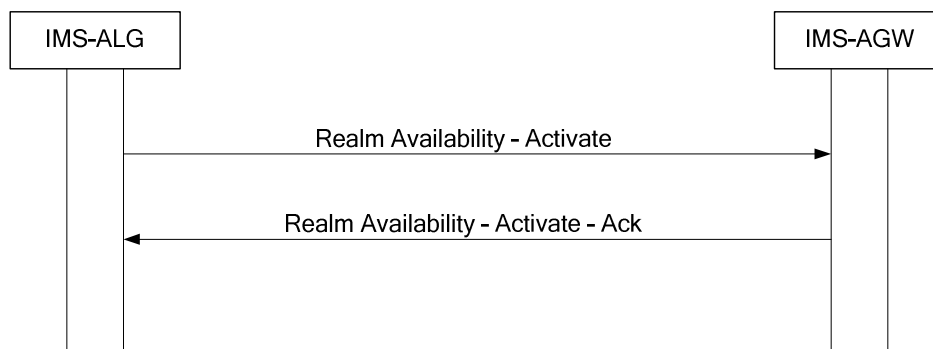 IMS-ALG
IMS-AGW
Realm Availability - Activate
Realm Availability - Activate - Ack